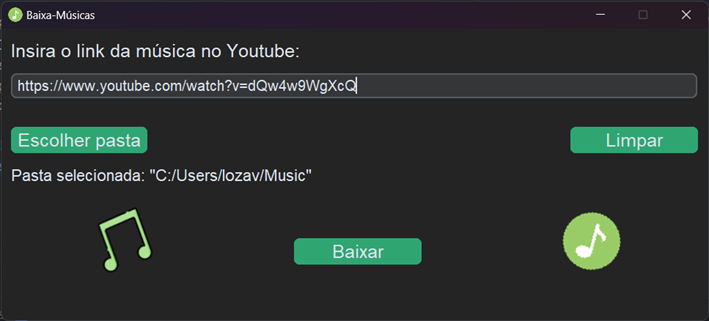 Baixa-Músicas
Insira o link da música no Youtube:
https://www.youtube.com/watch?v=dQw4w9WgXcQ
Escolher pasta
Limpar
Pasta selecionada: "C:/Users/lozav/Music"
Baixar